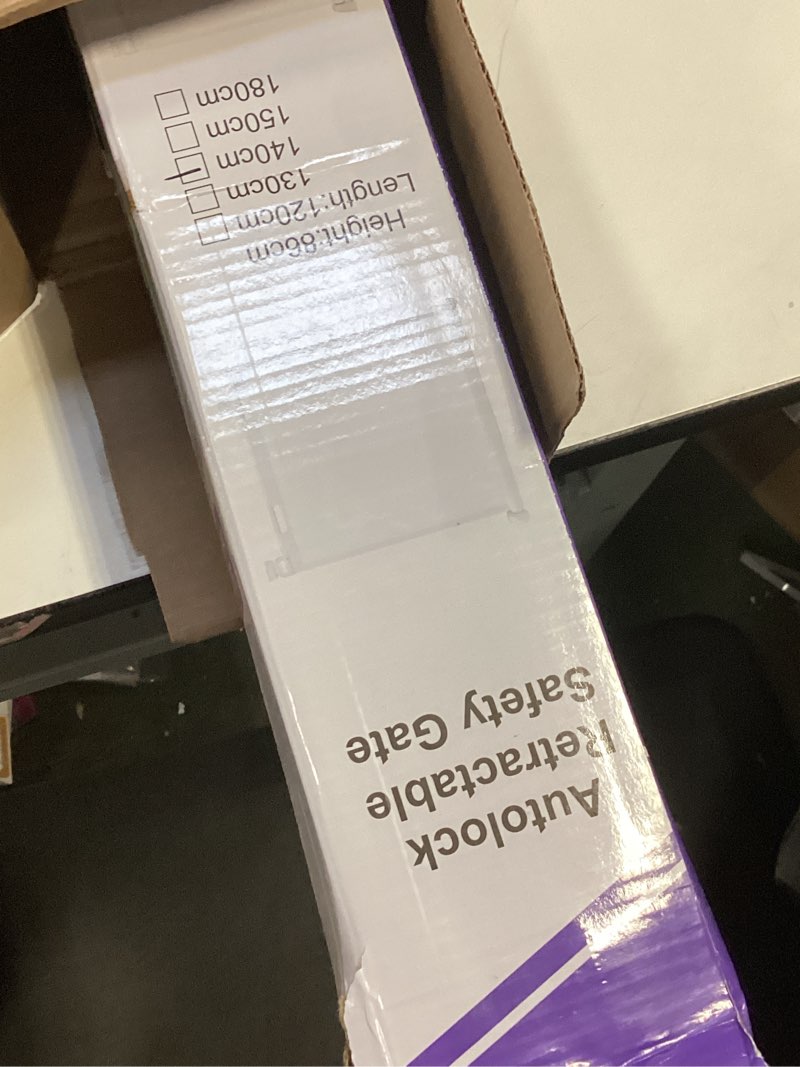 Autolock
Retractable
Safety Gate
Height:86cm
Length:120cm
130cm
140cm
150cm
180cm